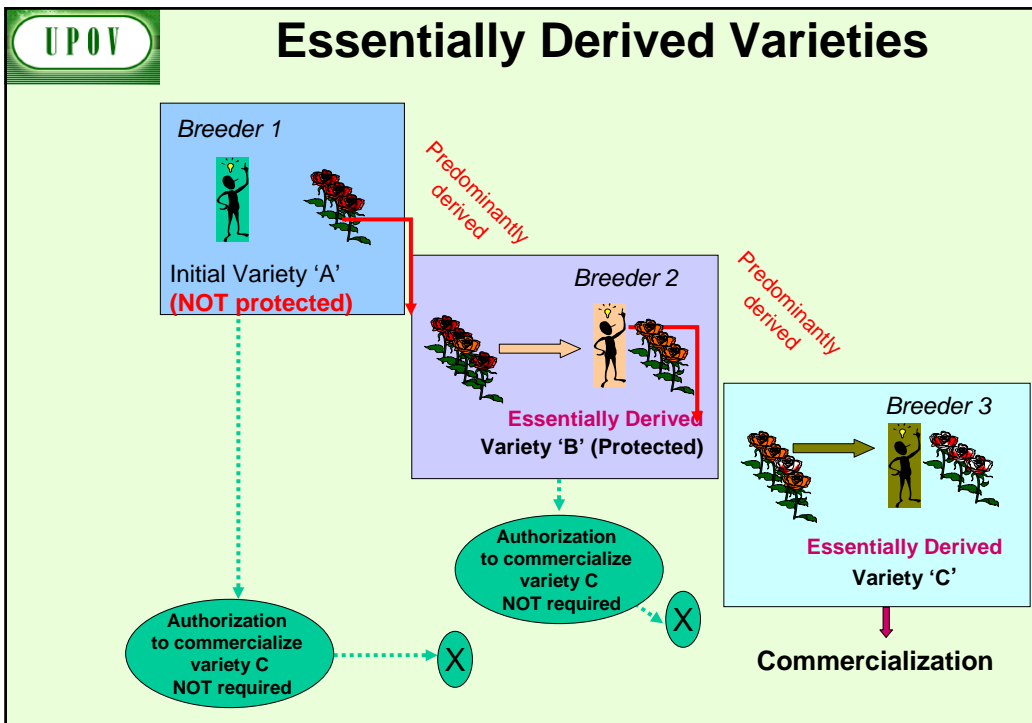 UPOV
Essentially Derived Varieties
Breeder 1
Predominantly
derived
Initial Variety ‘A’
(NOT protected)
Breeder 2
Predominantly
derived
Essentially Derived
Variety ‘B’ (Protected)
Breeder 3
Essentially Derived
Variety ‘C’
Authorization
to commercialize
variety C
NOT required
X
Authorization
to commercialize
variety C
NOT required
X
Commercialization